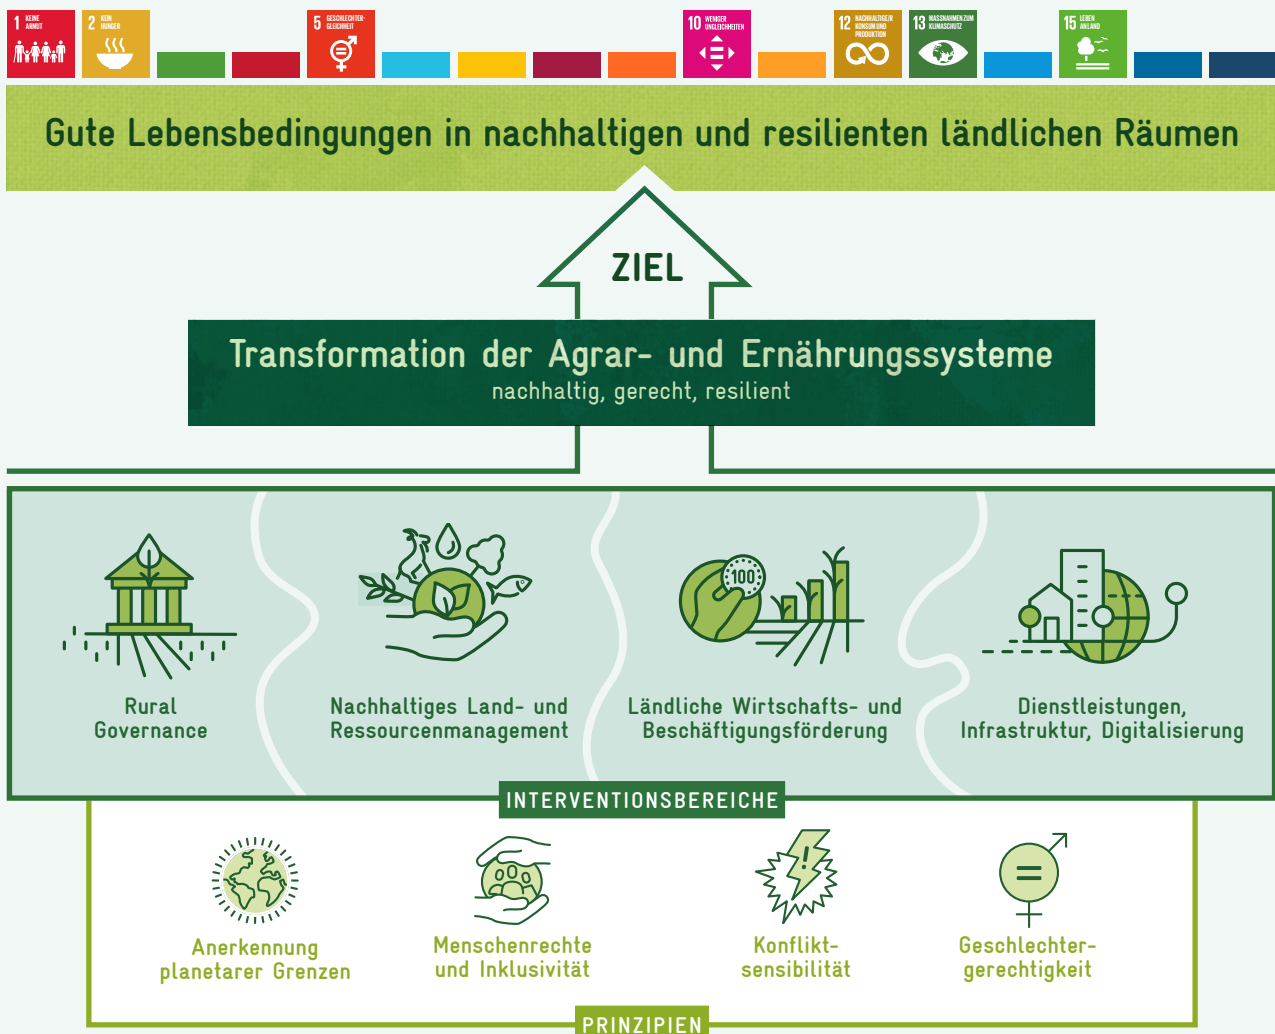 1 KEINE
ARMUT
2 KEIN
HUNGER
5 GESCHLECHTER-
GLEICHHEIT
10 WENIGER
UNGLEICHHEITEN
12 NACHHALTIGE/R
KONSUM UND
PRODUKTION
13 MASSNAHMEN ZUM
KLIMASCHUTZ
15 LEBEN
AN LAND
Gute Lebensbedingungen in nachhaltigen und resilienten ländlichen Räumen
ZIEL
Transformation der Agrar- und Ernährungssysteme
nachhaltig, gerecht, resilient
100
Rural
Governance
Nachhaltiges Land- und
Ressourcenmanagement
Ländliche Wirtschafts- und
Beschäftigungsförderung
Dienstleistungen,
Infrastruktur, Digitalisierung
INTERVENTIONSBEREICHE
!
Anerkennung
planetarer Grenzen
Menschenrechte
und Inklusivität
Konflikt-
sensibilität
Geschlechter-
gerechtigkeit
PRINZIPIEN